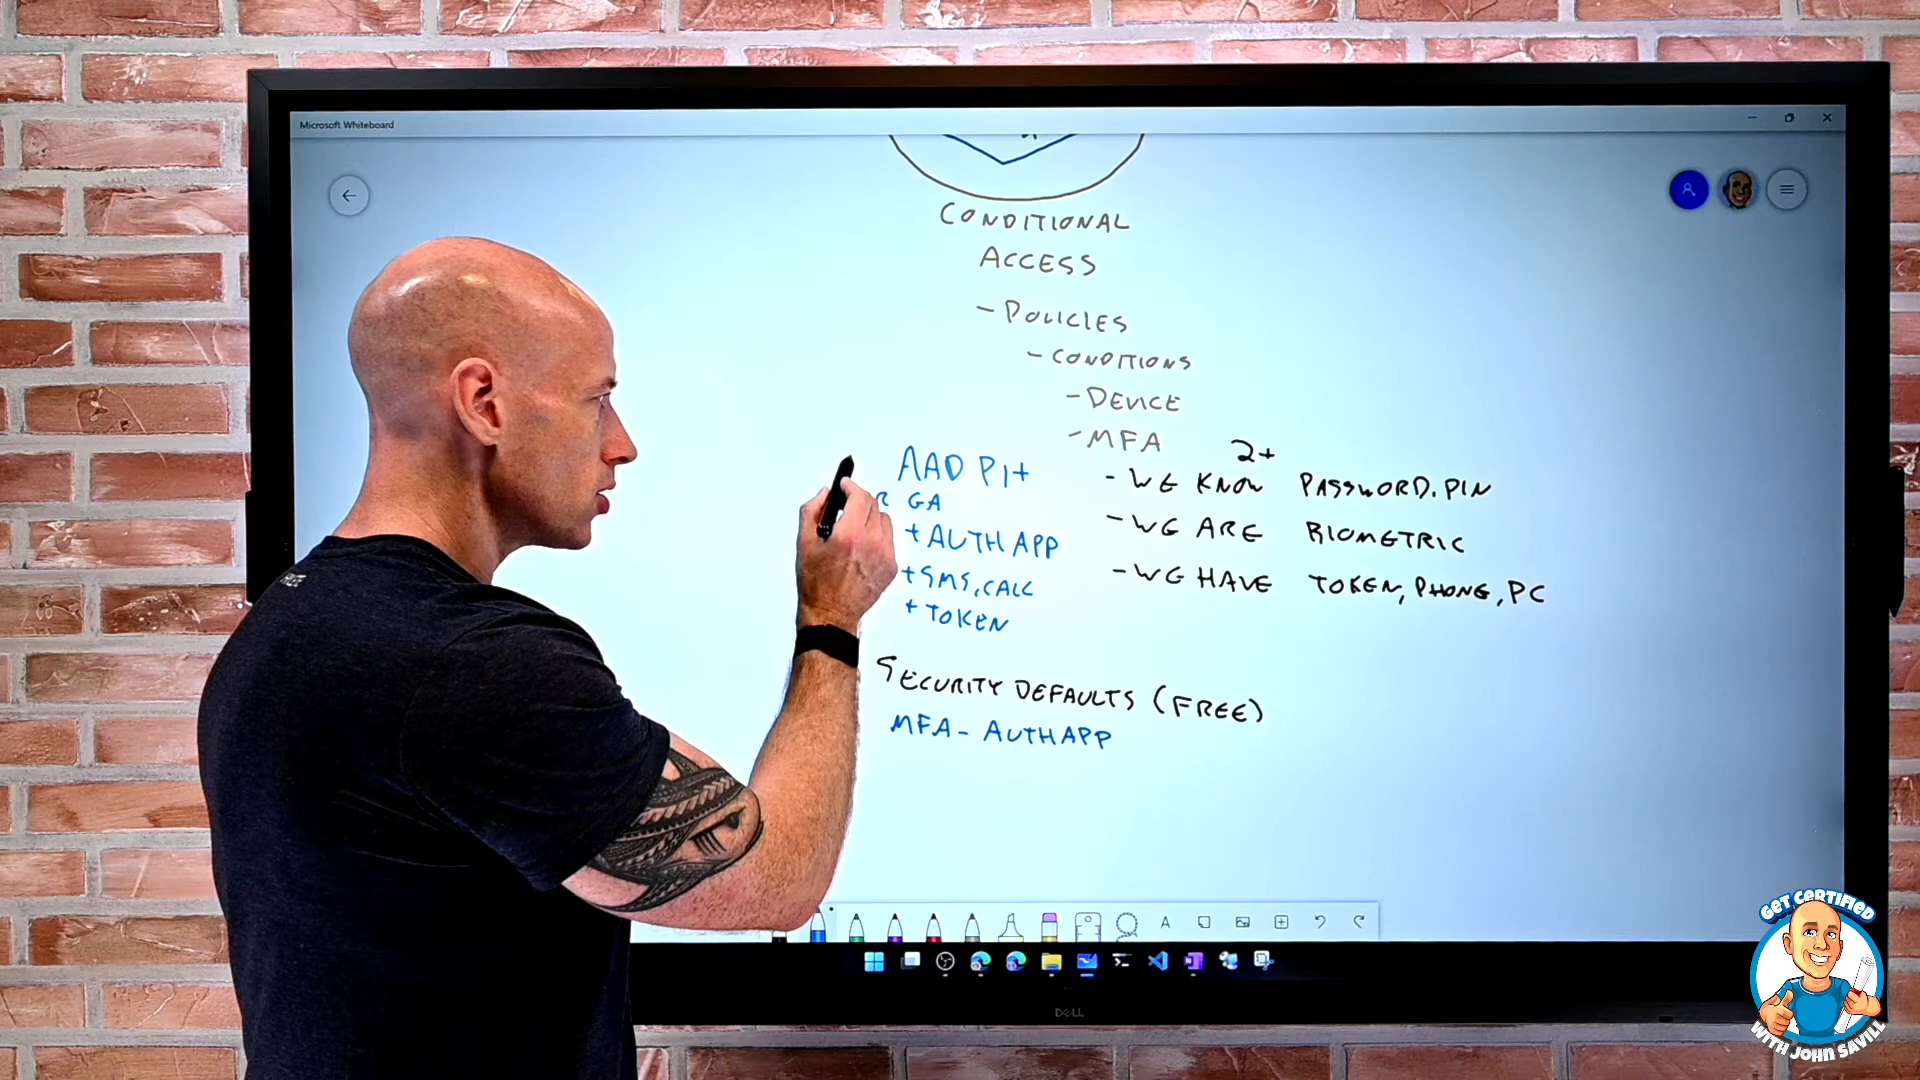 Microsoft Whiteboard
CONDITIONAL
ACCESS
- POLICIES
- CONDITIONS
- DEVICE
- MFA
2+
AAD P1+
R GA
+ AUTH APP
+ SMS, CALL
+ TOKEN
- WE KNOW PASSWORD. PIN
- WE ARE BIOMETRIC
- WE HAVE TOKEN, PHONE, PC
SECURITY DEFAULTS (FREE)
MFA - AUTH APP
DELL
GET CERTIFIED
WITH JOHN SAVILL